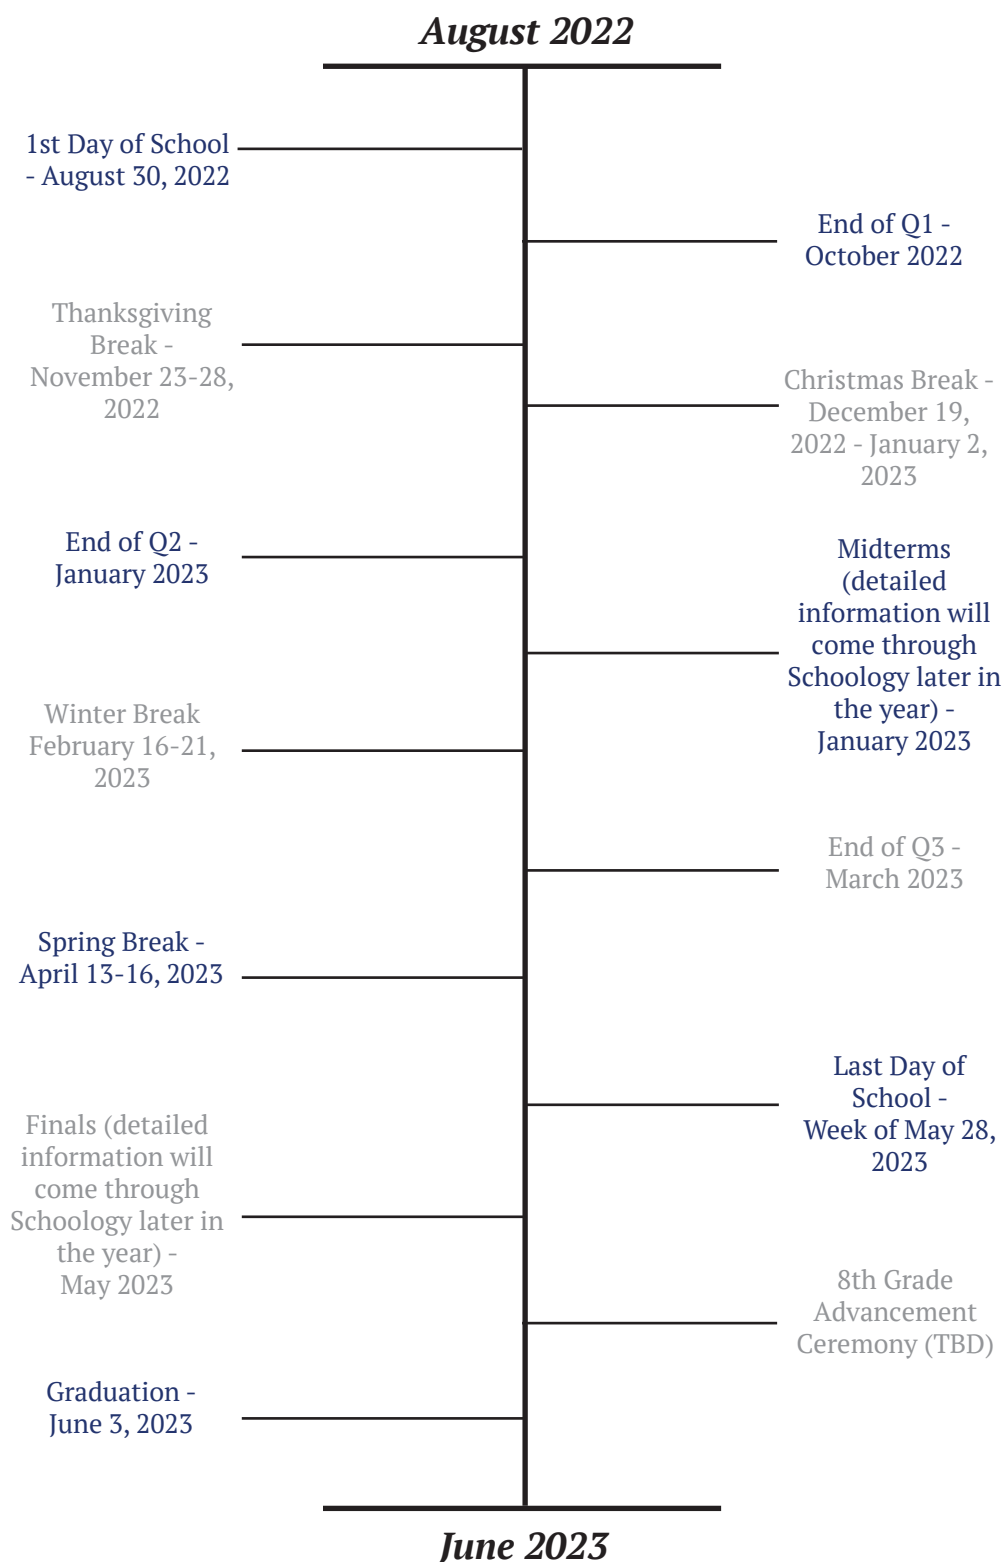 August 2022
1st Day of School
- August 30, 2022
End of Q1 -
October 2022
Thanksgiving
Break -
November 23-28,
2022
Christmas Break -
December 19,
2022 - January 2,
2023
End of Q2 -
January 2023
Midterms
(detailed
information will
come through
Schoology later in
the year) -
January 2023
Winter Break
February 16-21,
2023
End of Q3 -
March 2023
Spring Break -
April 13-16, 2023
Last Day of
School -
Week of May 28,
2023
Finals (detailed
information will
come through
Schoology later in
the year) -
May 2023
8th Grade
Advancement
Ceremony (TBD)
Graduation -
June 3, 2023
June 2023